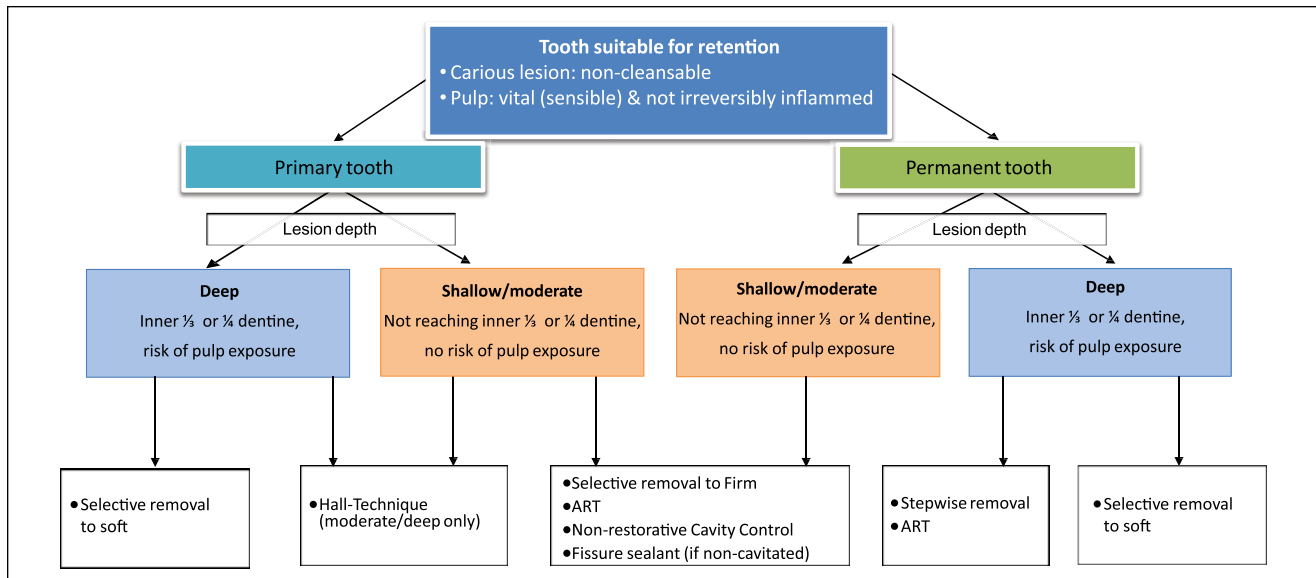 Tooth suitable for retention
• Carious lesion: non-cleansable
• Pulp: vital (sensible) & not irreversibly inflammed
Primary tooth
Permanent tooth
Lesion depth
Lesion depth
Deep
Inner ⅓ or ¼ dentine,
risk of pulp exposure
Shallow/moderate
Not reaching inner ⅓ or ¼ dentine,
no risk of pulp exposure
Shallow/moderate
Not reaching inner ⅓ or ¼ dentine,
no risk of pulp exposure
Deep
Inner ⅓ or ¼ dentine,
risk of pulp exposure
•Selective removal
to soft
•Hall-Technique
(moderate/deep only)
•Selective removal to Firm
•ART
•Non-restorative Cavity Control
•Fissure sealant (if non-cavitated)
•Stepwise removal
•ART
•Selective removal
to soft